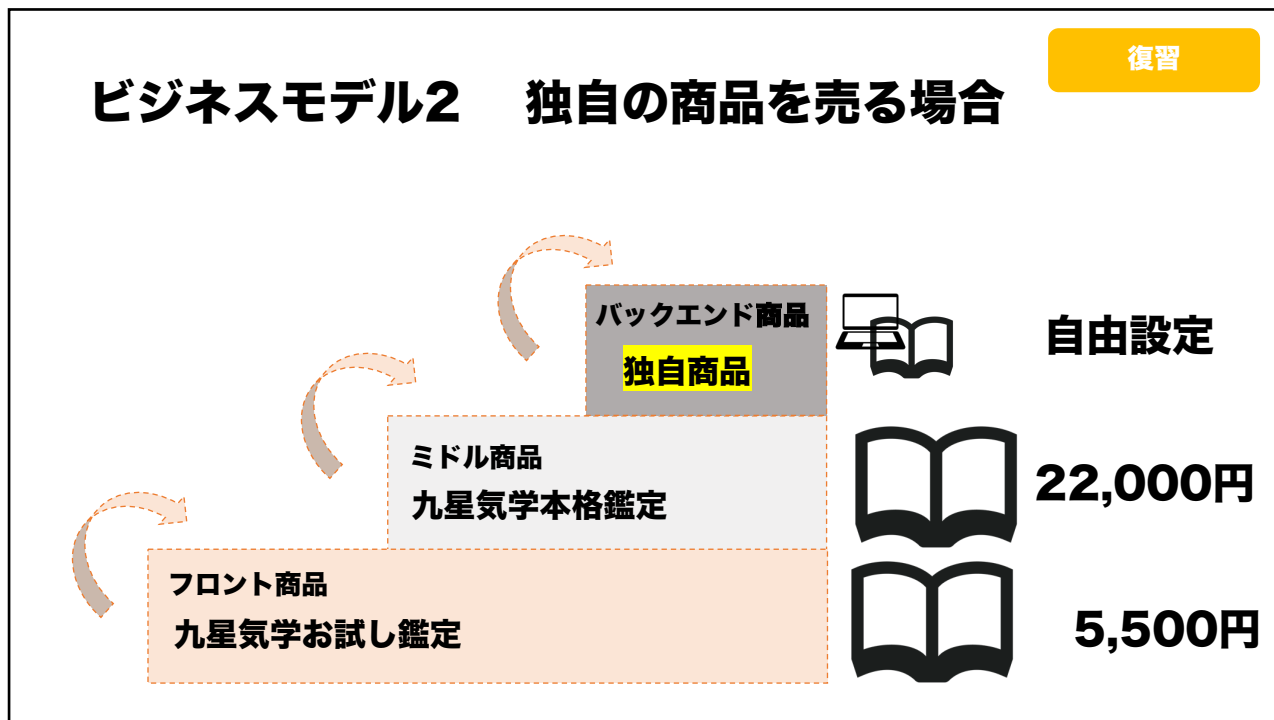 復習
ビジネスモデル2 独自の商品を売る場合
バックエンド商品
独自商品
自由設定
ミドル商品
九星気学本格鑑定
22,000円
フロント商品
九星気学お試し鑑定
5,500円